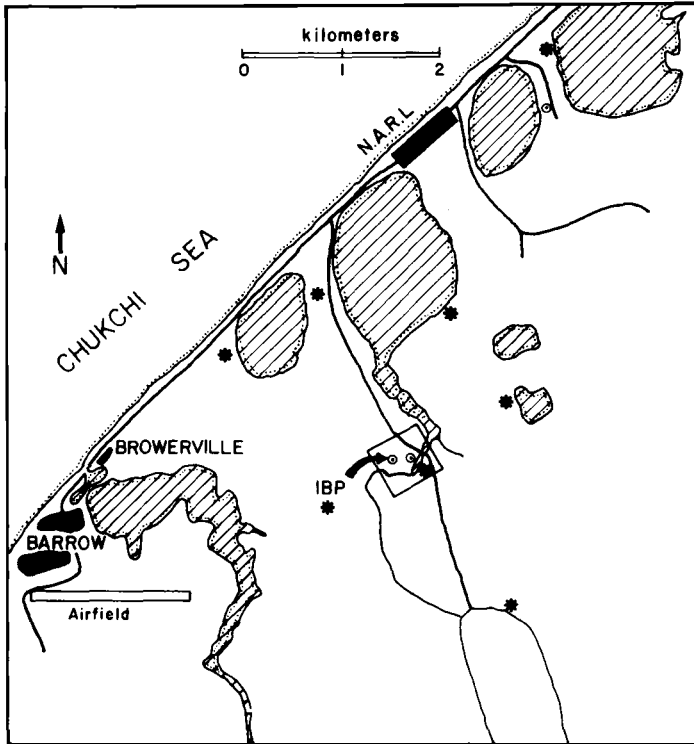 kilometers
0 1 2
N.A.R.L.
CHUKCHI SEA
N
BROWERVILLE
IBP
BARROW
Airfield